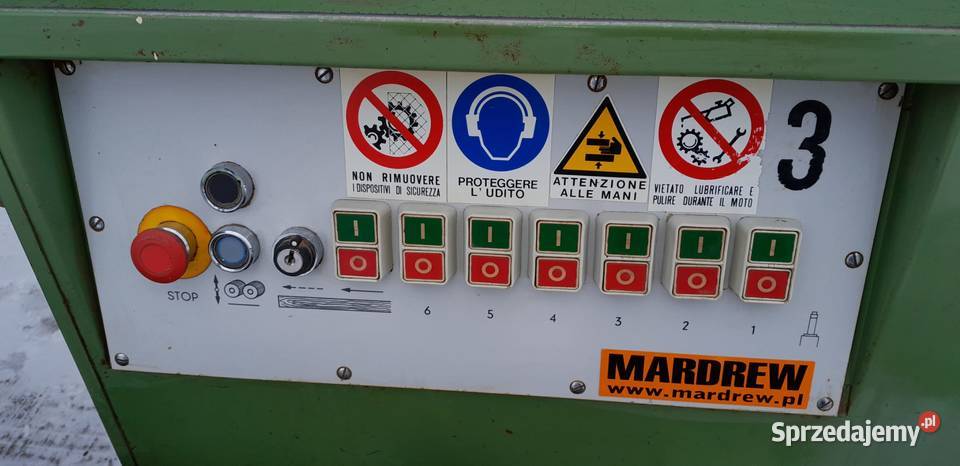 NON RIMUOVERE
I DISPOSITIVI DI SICUREZZA
PROTEGGERE
L'UDITO
ATTENZIONE
ALLE MANI
VIETATO LUBRIFICARE E
PULIRE DURANTE IL MOTO
3
STOP
6 5 4 3 2 1
MARDREW
www.mardrew.pl
Sprzedajemy.pl